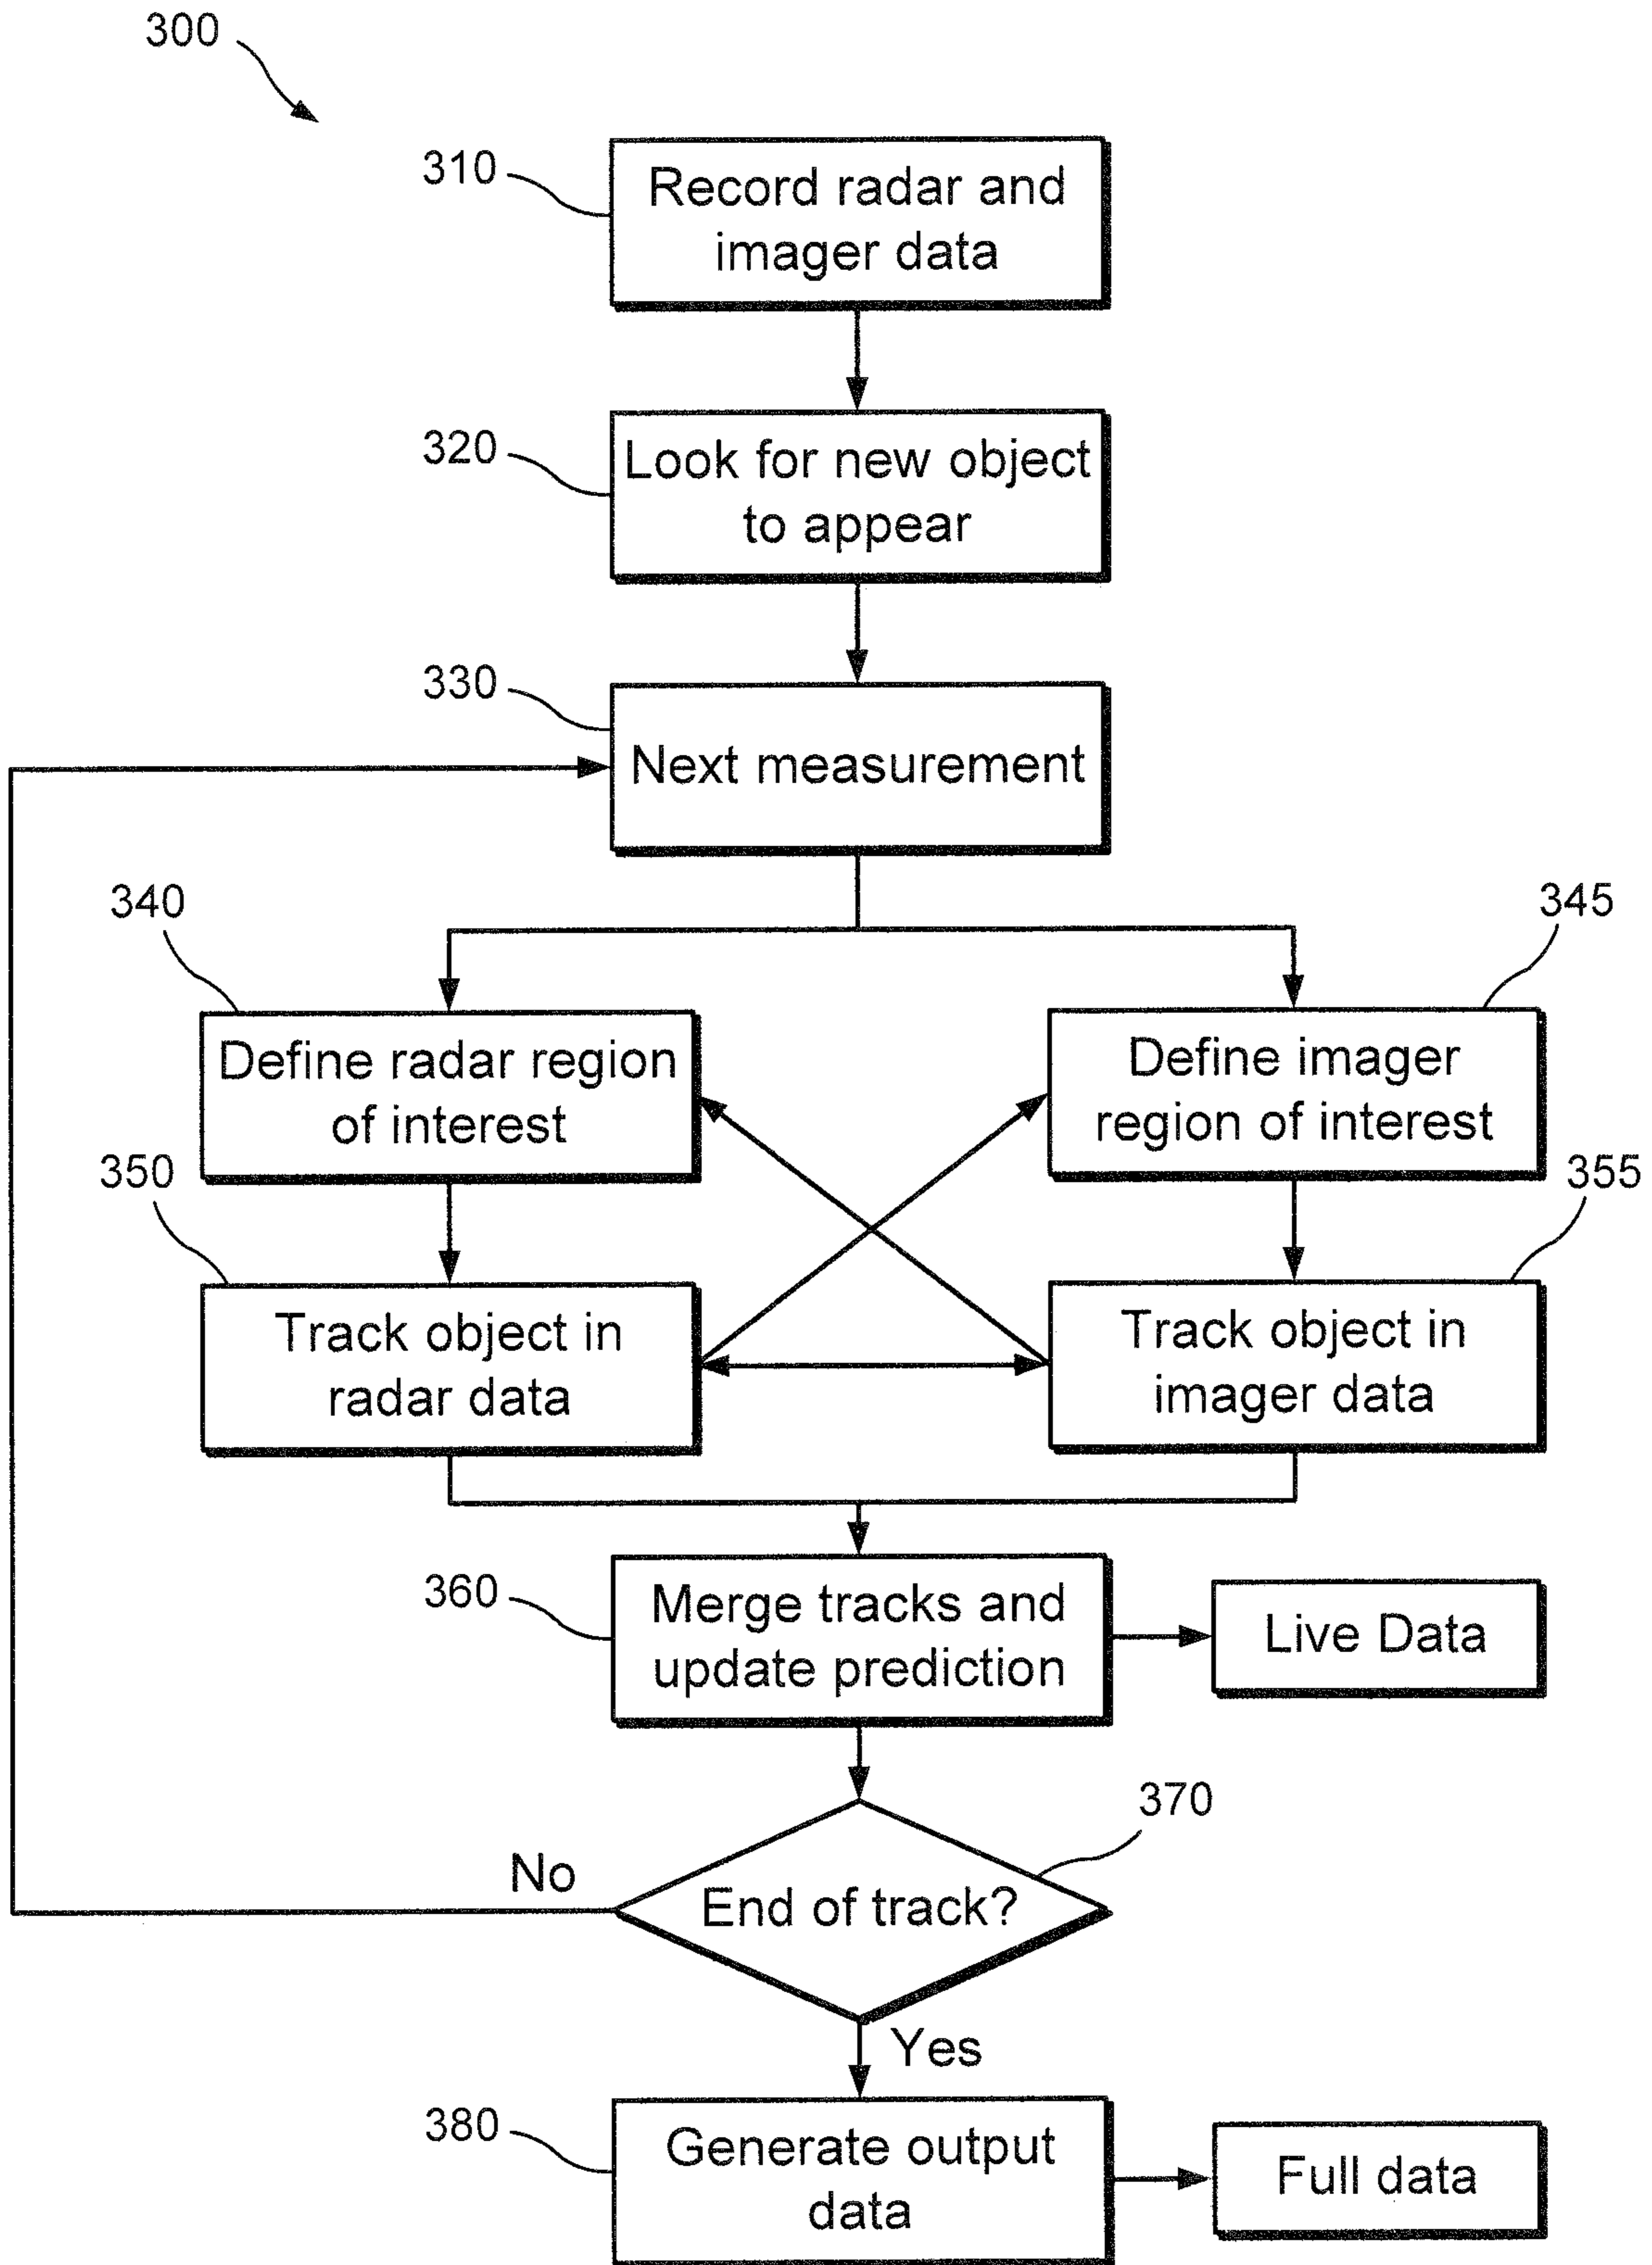 300
310
Record radar and
imager data
320
Look for new object
to appear
330
Next measurement
340
345
Define radar region
of interest
Define imager
region of interest
350
355
Track object in
radar data
Track object in
imager data
360
Merge tracks and
update prediction
Live Data
370
No
End of track?
Yes
380
Generate output
data
Full data